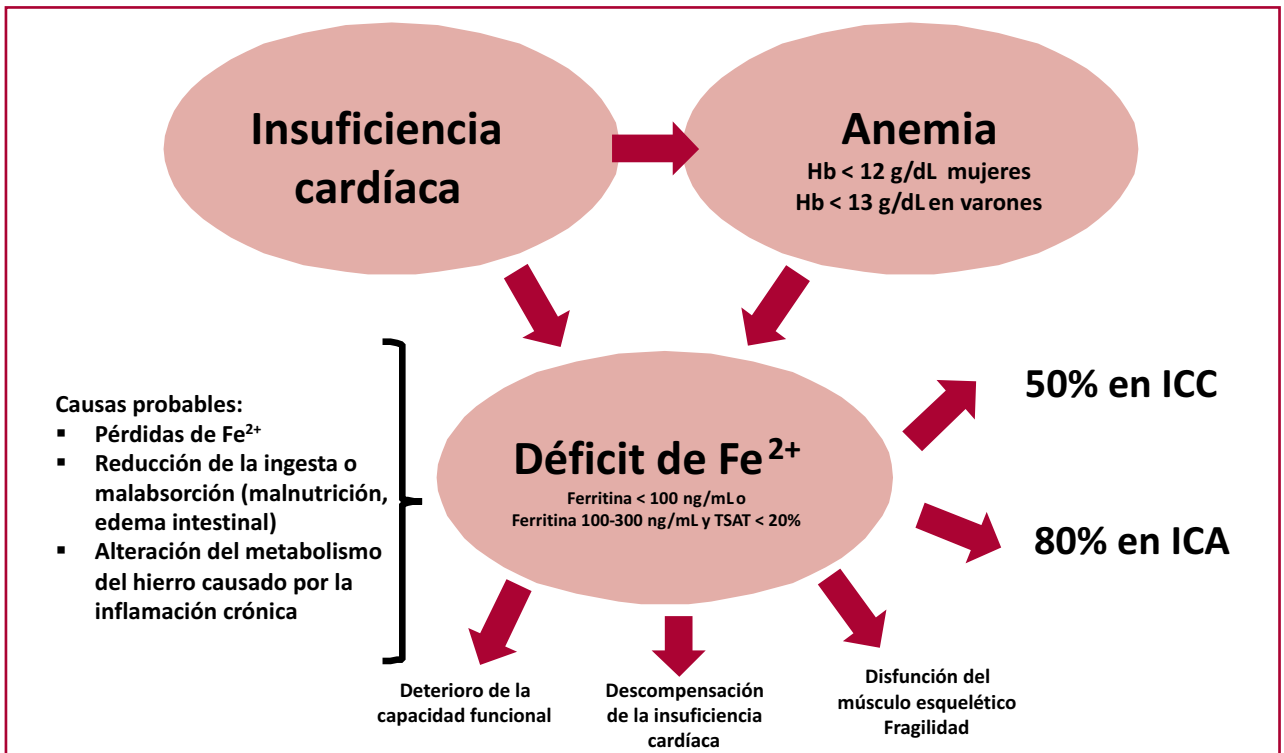 Insuficiencia
cardíaca
Anemia
Hb < 12 g/dL mujeres
Hb < 13 g/dL en varones
Causas probables:
▪ Pérdidas de Fe²⁺
▪ Reducción de la ingesta o
malabsorción (malnutrición,
edema intestinal)
▪ Alteración del metabolismo
del hierro causado por la
inflamación crónica
Déficit de Fe²⁺
Ferritina < 100 ng/mL o
Ferritina 100-300 ng/mL y TSAT < 20%
50% en ICC
80% en ICA
Deterioro de la
capacidad funcional
Descompensación
de la insuficiencia
cardíaca
Disfunción del
músculo esquelético
Fragilidad